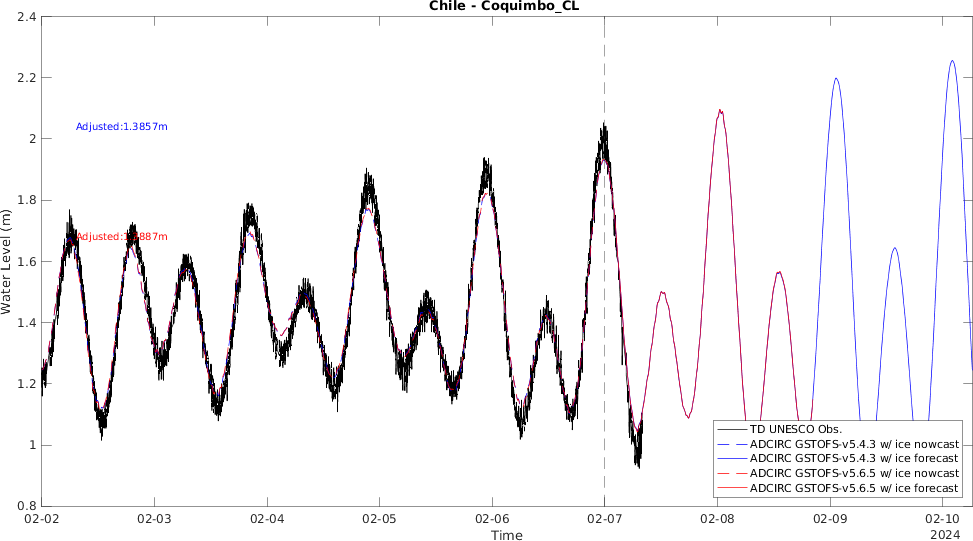 Chile - Coquimbo_CL
2.4
2.2
2
1.8
1.6
1.4
1.2
1
0.8
Water Level (m)
Adjusted:1.3857m
02-02
02-03
02-04
02-05
02-06
02-07
02-08
02-09
02-10
2024
Time
TD UNESCO Obs.
ADCIRC GSTOFS-v5.4.3 w/ ice nowcast
ADCIRC GSTOFS-v5.4.3 w/ ice forecast
ADCIRC GSTOFS-v5.6.5 w/ ice nowcast
ADCIRC GSTOFS-v5.6.5 w/ ice forecast